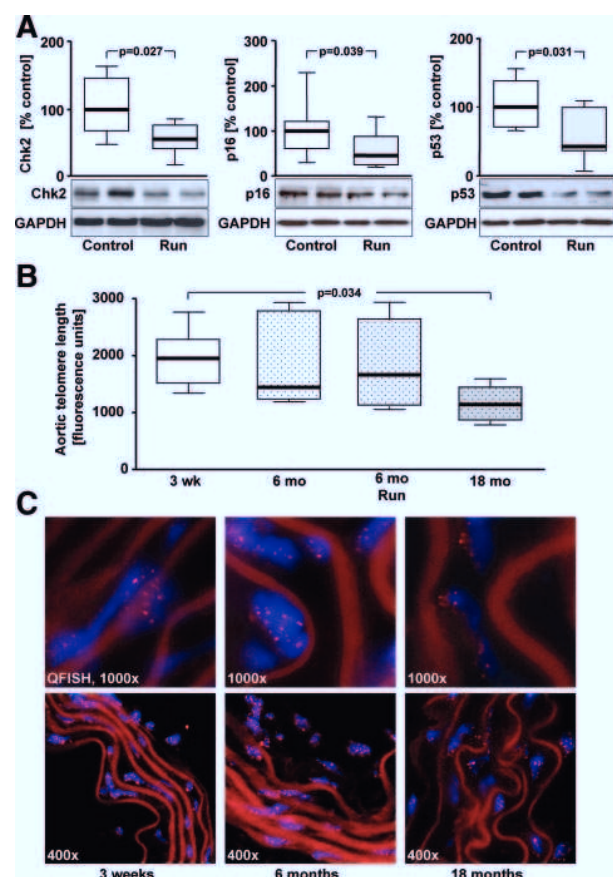 A
Chk2 [% control]
200
100
0
p=0.027
Chk2
GAPDH
Control Run
p16 [% control]
300
200
100
0
p=0.039
p16
GAPDH
Control Run
p53 [% control]
200
100
0
p=0.031
p53
GAPDH
Control Run
B
Aortic telomere length
[fluorescence units]
3000
2000
1000
0
p=0.034
3 wk 6 mo 6 mo 18 mo
Run
C
QFISH, 1000x 1000x 1000x
400x 400x 400x
3 weeks 6 months 18 months